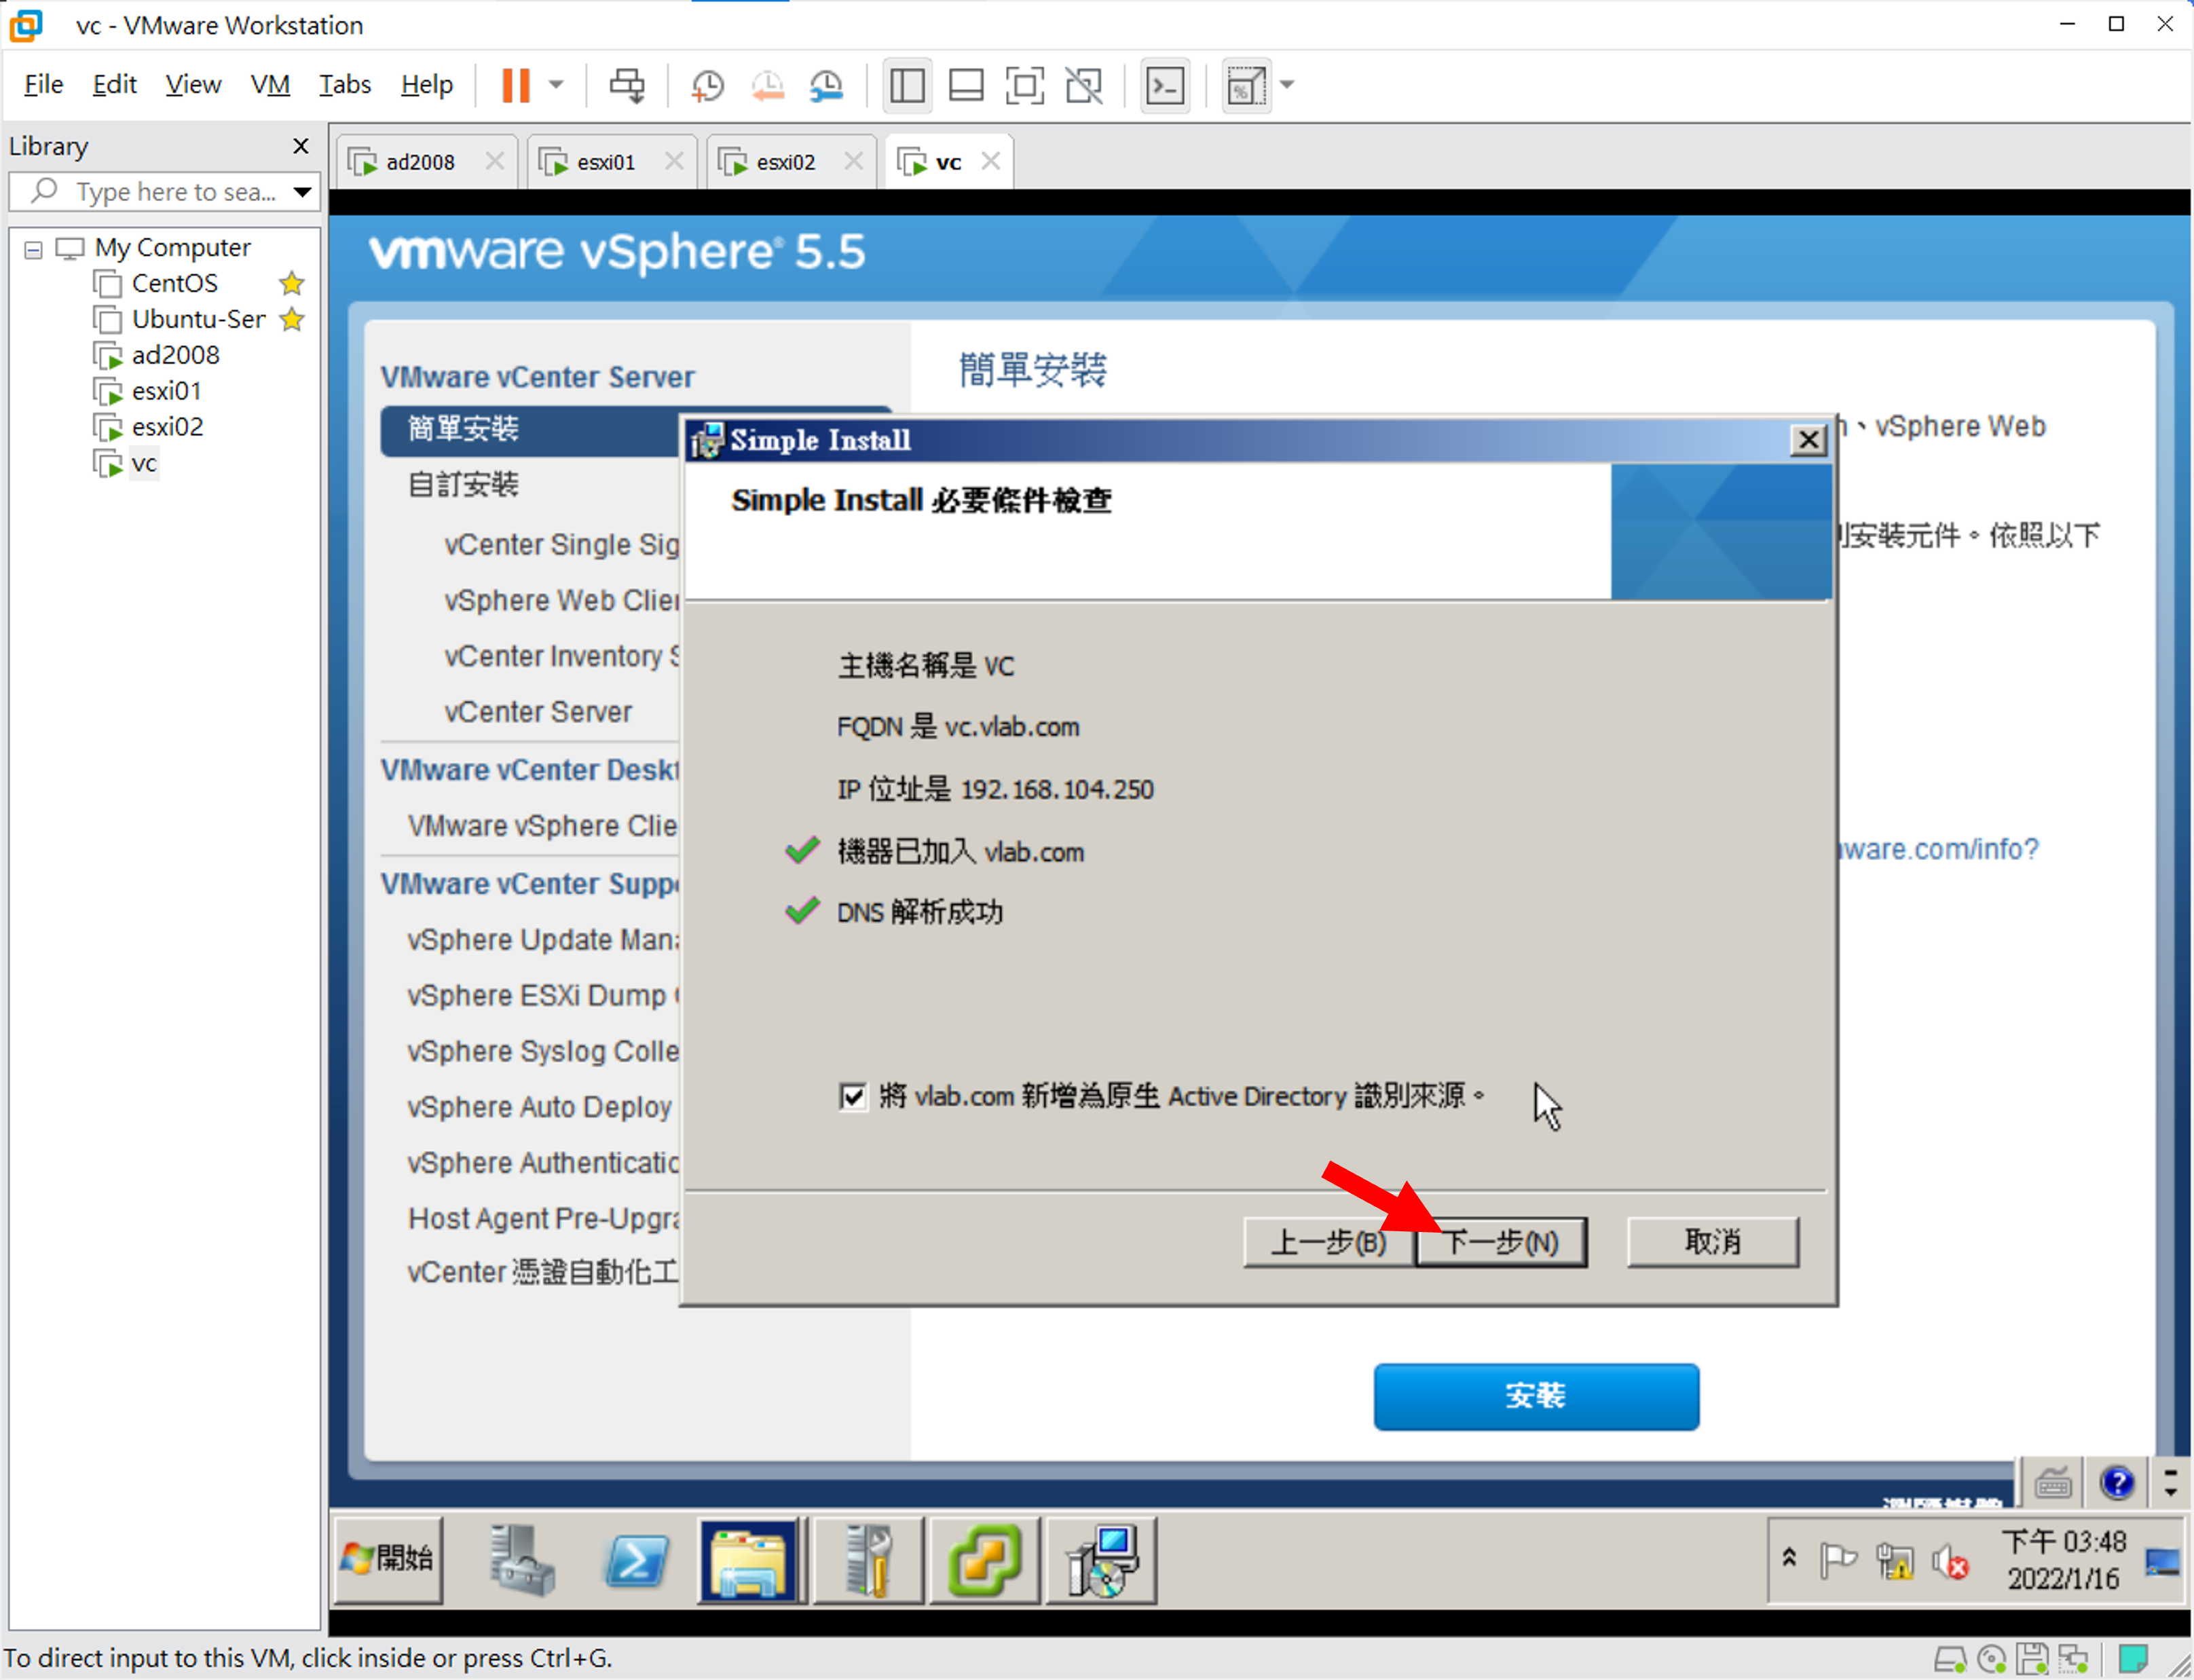 vc - VMware Workstation
File Edit View VM Tabs Help
Library
Type here to sea...
My Computer
CentOS
Ubuntu-Ser
ad2008
esxi01
esxi02
vc
ad2008
esxi01
esxi02
vc
vmware vSphere® 5.5
VMware vCenter Server
簡單安裝
自訂安裝
vCenter Single Sig
vSphere Web Clien
vCenter Inventory S
vCenter Server
VMware vCenter Deskt
VMware vSphere Clie
VMware vCenter Supp
vSphere Update Mana
vSphere ESXi Dump
vSphere Syslog Colle
vSphere Auto Deploy
vSphere Authenticatio
Host Agent Pre-Upgra
vCenter 憑證自動化工
簡單安裝
、vSphere Web
安裝元件。依照以下
ware.com/info?
Simple Install
Simple Install 必要條件檢查
主機名稱是 VC
FQDN 是 vc.vlab.com
IP 位址是 192.168.104.250
機器已加入 vlab.com
DNS 解析成功
將 vlab.com 新增為原生 Active Directory 識別來源。
上一步(B)
下一步(N)
取消
安裝
開始
下午 03:48
2022/1/16
To direct input to this VM, click inside or press Ctrl+G.